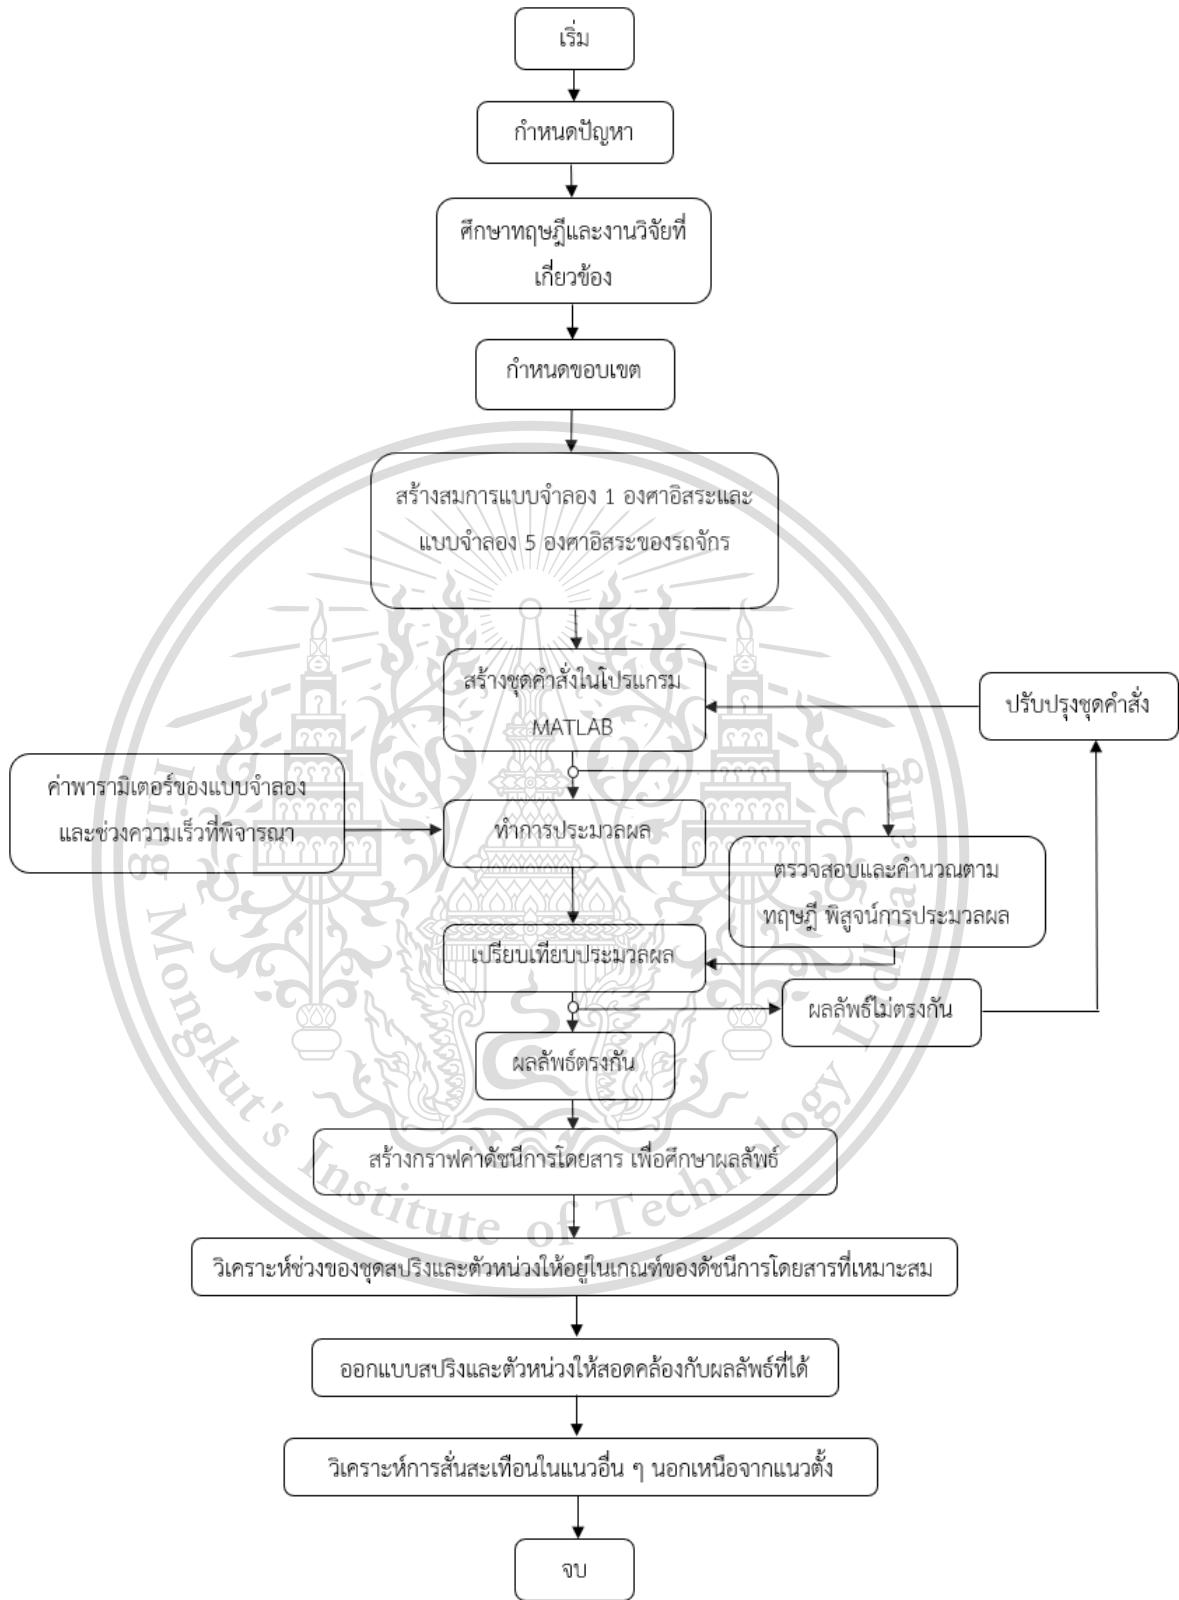 เริ่ม
กำหนดปัญหา
ศึกษาทฤษฎีและงานวิจัยที่
เกี่ยวข้อง
กำหนดขอบเขต
สร้างสมการแบบจำลอง 1 องศาอิสระและ
แบบจำลอง 5 องศาอิสระของรถจักร
สร้างชุดคำสั่งในโปรแกรม
MATLAB
ปรับปรุงชุดคำสั่ง
ค่าพารามิเตอร์ของแบบจำลอง
และช่วงความเร็วที่พิจารณา
ทำการประมวลผล
ตรวจสอบและคำนวณตาม
ทฤษฎี พิสูจน์การประมวลผล
เปรียบเทียบประมวลผล
ผลลัพธ์ไม่ตรงกัน
ผลลัพธ์ตรงกัน
สร้างกราฟค่าดัชนีการโดยสาร เพื่อศึกษาผลลัพธ์
วิเคราะห์ช่วงของชุดสปริงและตัวหน่วงให้อยู่ในเกณฑ์ของดัชนีการโดยสารที่เหมาะสม
ออกแบบสปริงและตัวหน่วงให้สอดคล้องกับผลลัพธ์ที่ได้
วิเคราะห์การสั่นสะเทือนในแนวอื่น ๆ นอกเหนือจากแนวตั้ง
จบ
King Mongkut's Institute of Technology Ladkrabang